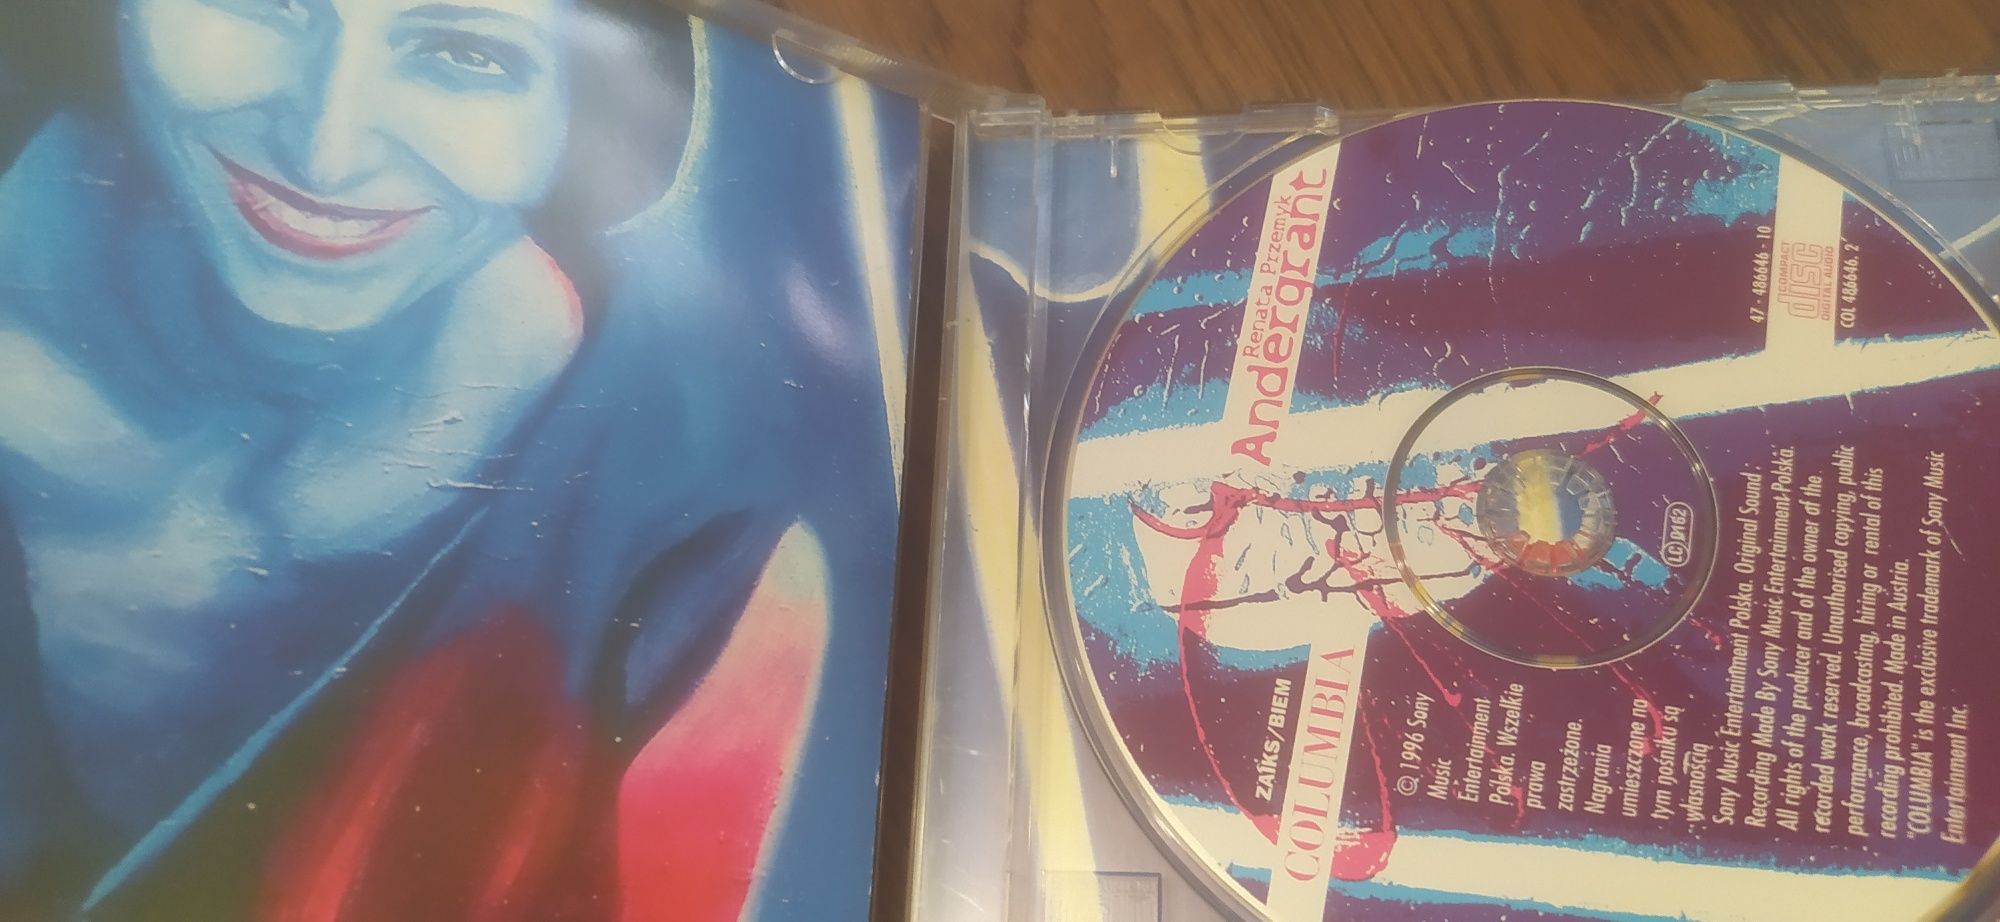 Renata Przemyk
Andergrant
47 - 486646 - 10
COMPACT
disc
DIGITAL AUDIO
COL 486646. 2
ZAIKS/BIEM
COLUMBIA
LC 0162
© 1996 Sony
Music
Entertainment
Polska. Wszelkie
prawa
zastrzeżone.
Nagrania
umieszczone na
tym nośniku są
własnością
Sony Music Entertainment Polska. Original Sound
Recording Made By Sony Music Entertainment Polska.
All rights of the producer and of the owner of the
recorded work reserved. Unauthorised copying, public
performance, broadcasting, hiring or rental of this
recording prohibited. Made in Austria.
"COLUMBIA" is the exclusive trademark of Sony Music
Entertainment Inc.